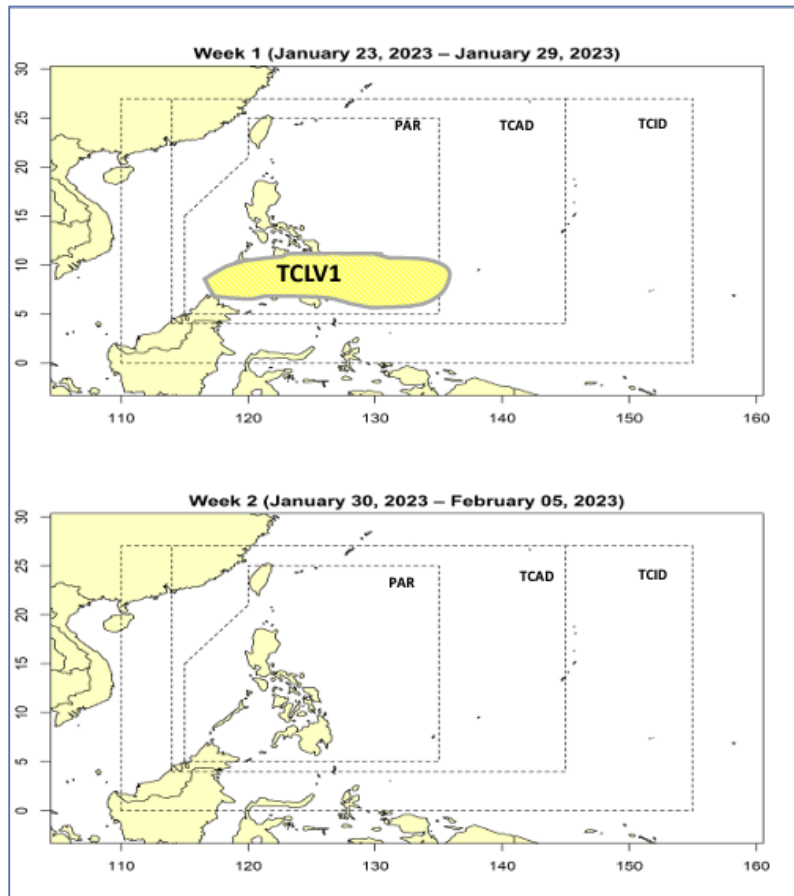 Week 1 (January 23, 2023 – January 29, 2023)
30
PAR
TCAD
TCID
25
20
15
TCLV1
10
5
0
110
120
130
140
150
160
Week 2 (January 30, 2023 – February 05, 2023)
30
PAR
TCAD
TCID
25
20
15
10
5
0
110
120
130
140
150
160